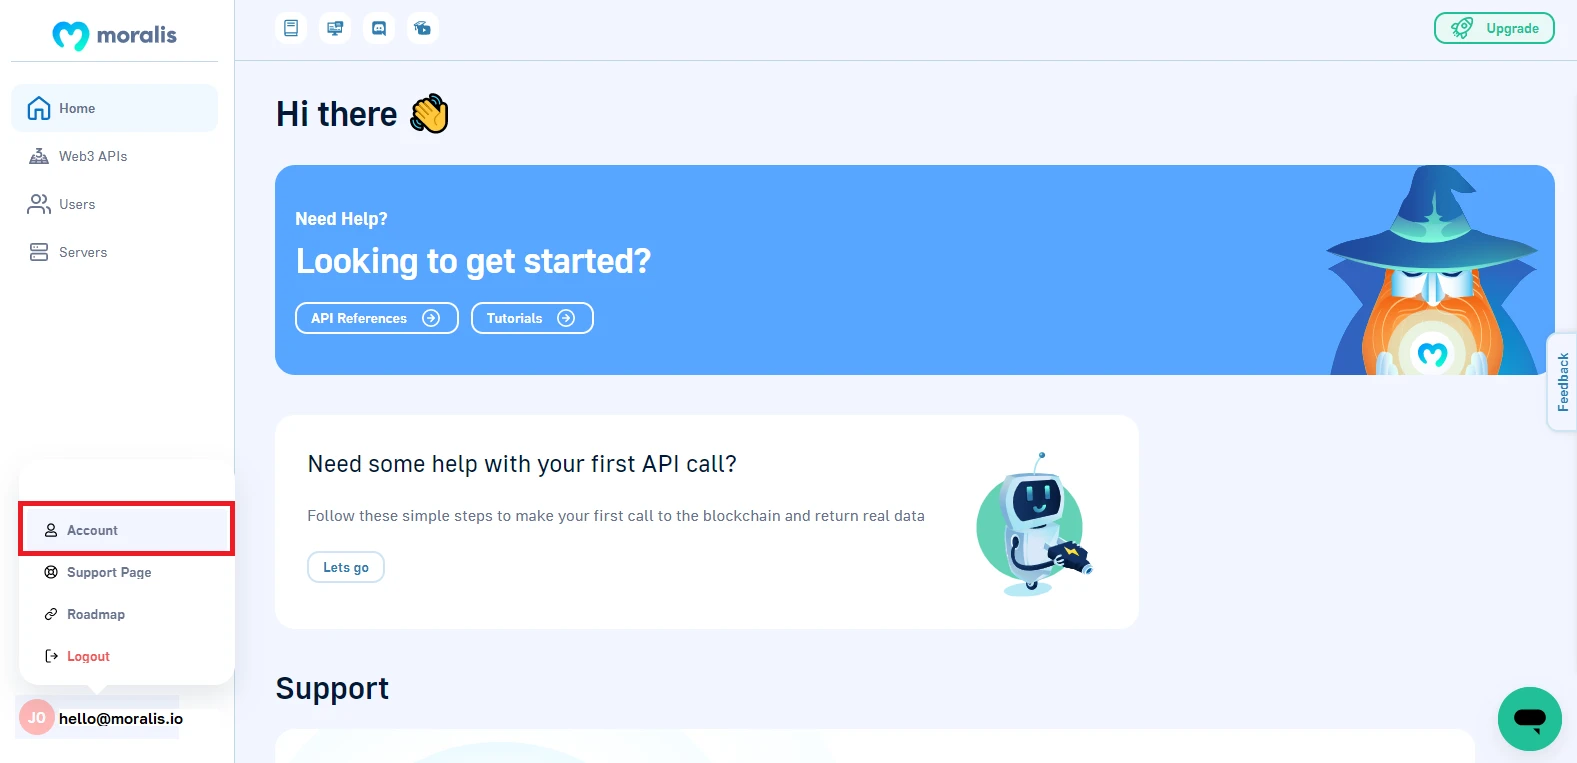 moralis
Home
Web3 APIs
Users
Servers
Account
Support Page
Roadmap
Logout
JO
hello@moralis.io
Upgrade
Hi there
Need Help?
Looking to get started?
API References
Tutorials
Feedback
Need some help with your first API call?
Follow these simple steps to make your first call to the blockchain and return real data
Lets go
Support